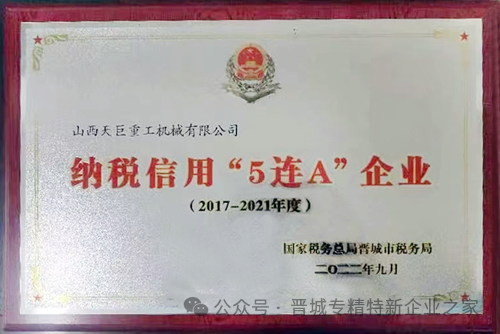 山西天巨重工机械有限公司
纳税信用“5连A”企业
（2017-2021年度）
国家税务总局晋城市税务局
二〇二二年九月
公众号·晋城专精特新企业之家